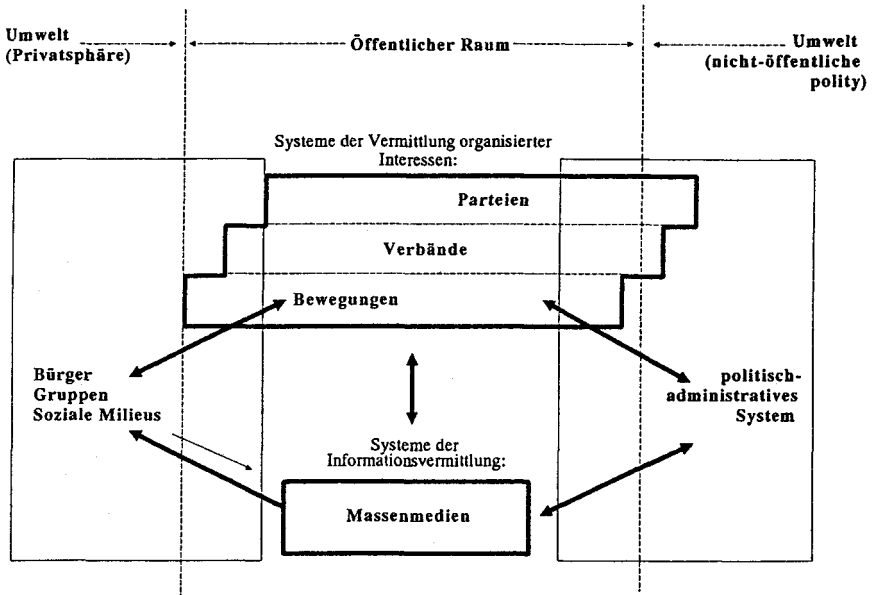 Umwelt
(Privatsphäre)
Öffentlicher Raum
Umwelt
(nicht-öffentliche
polity)
Systeme der Vermittlung organisierter
Interessen:
Parteien
Verbände
Bewegungen
Bürger
Gruppen
Soziale Milieus
politisch-
administratives
System
Systeme der
Informationsvermittlung:
Massenmedien